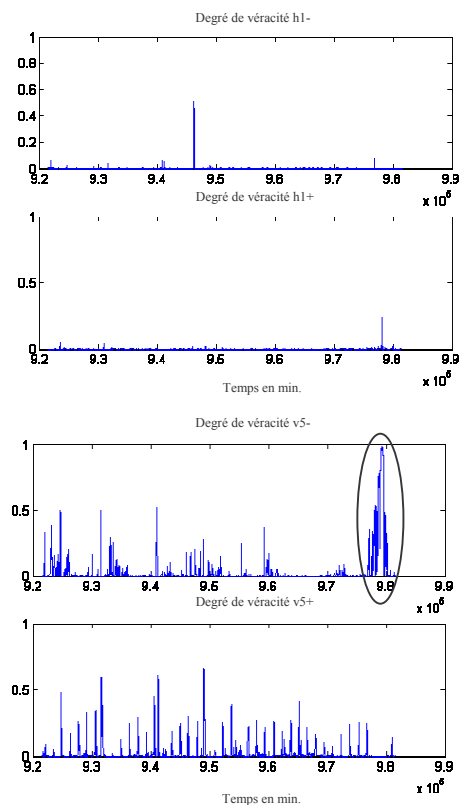 Degré de véracité h1-
1
0.8
0.6
0.4
0.2
0
9.2 9.3 9.4 9.5 9.6 9.7 9.8 9.9
x 10^6
Degré de véracité h1+
1
0.5
0
9.2 9.3 9.4 9.5 9.6 9.7 9.8 9.9
x 10^6
Temps en min.
Degré de véracité v5-
1
0.5
0
9.2 9.3 9.4 9.5 9.6 9.7 9.8 9.9
x 10^6
Degré de véracité v5+
1
0.5
0
9.2 9.3 9.4 9.5 9.6 9.7 9.8 9.9
x 10^6
Temps en min.